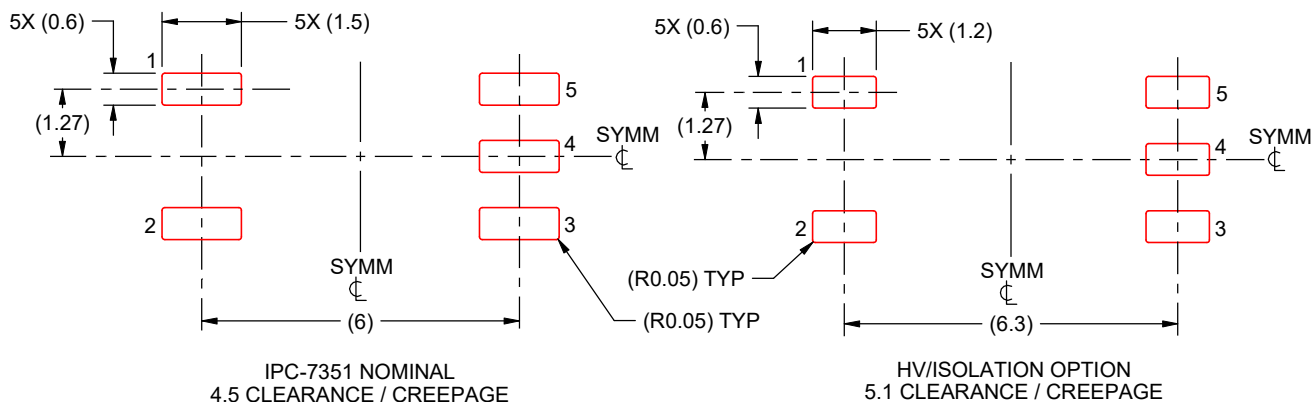 5X (0.6)
5X (1.5)
1
5
(1.27)
SYMM
4
2
3
SYMM
(R0.05) TYP
(6)
IPC-7351 NOMINAL
4.5 CLEARANCE / CREEPAGE
5X (0.6)
5X (1.2)
1
5
(1.27)
SYMM
4
2
3
(R0.05) TYP
SYMM
(6.3)
HV/ISOLATION OPTION
5.1 CLEARANCE / CREEPAGE